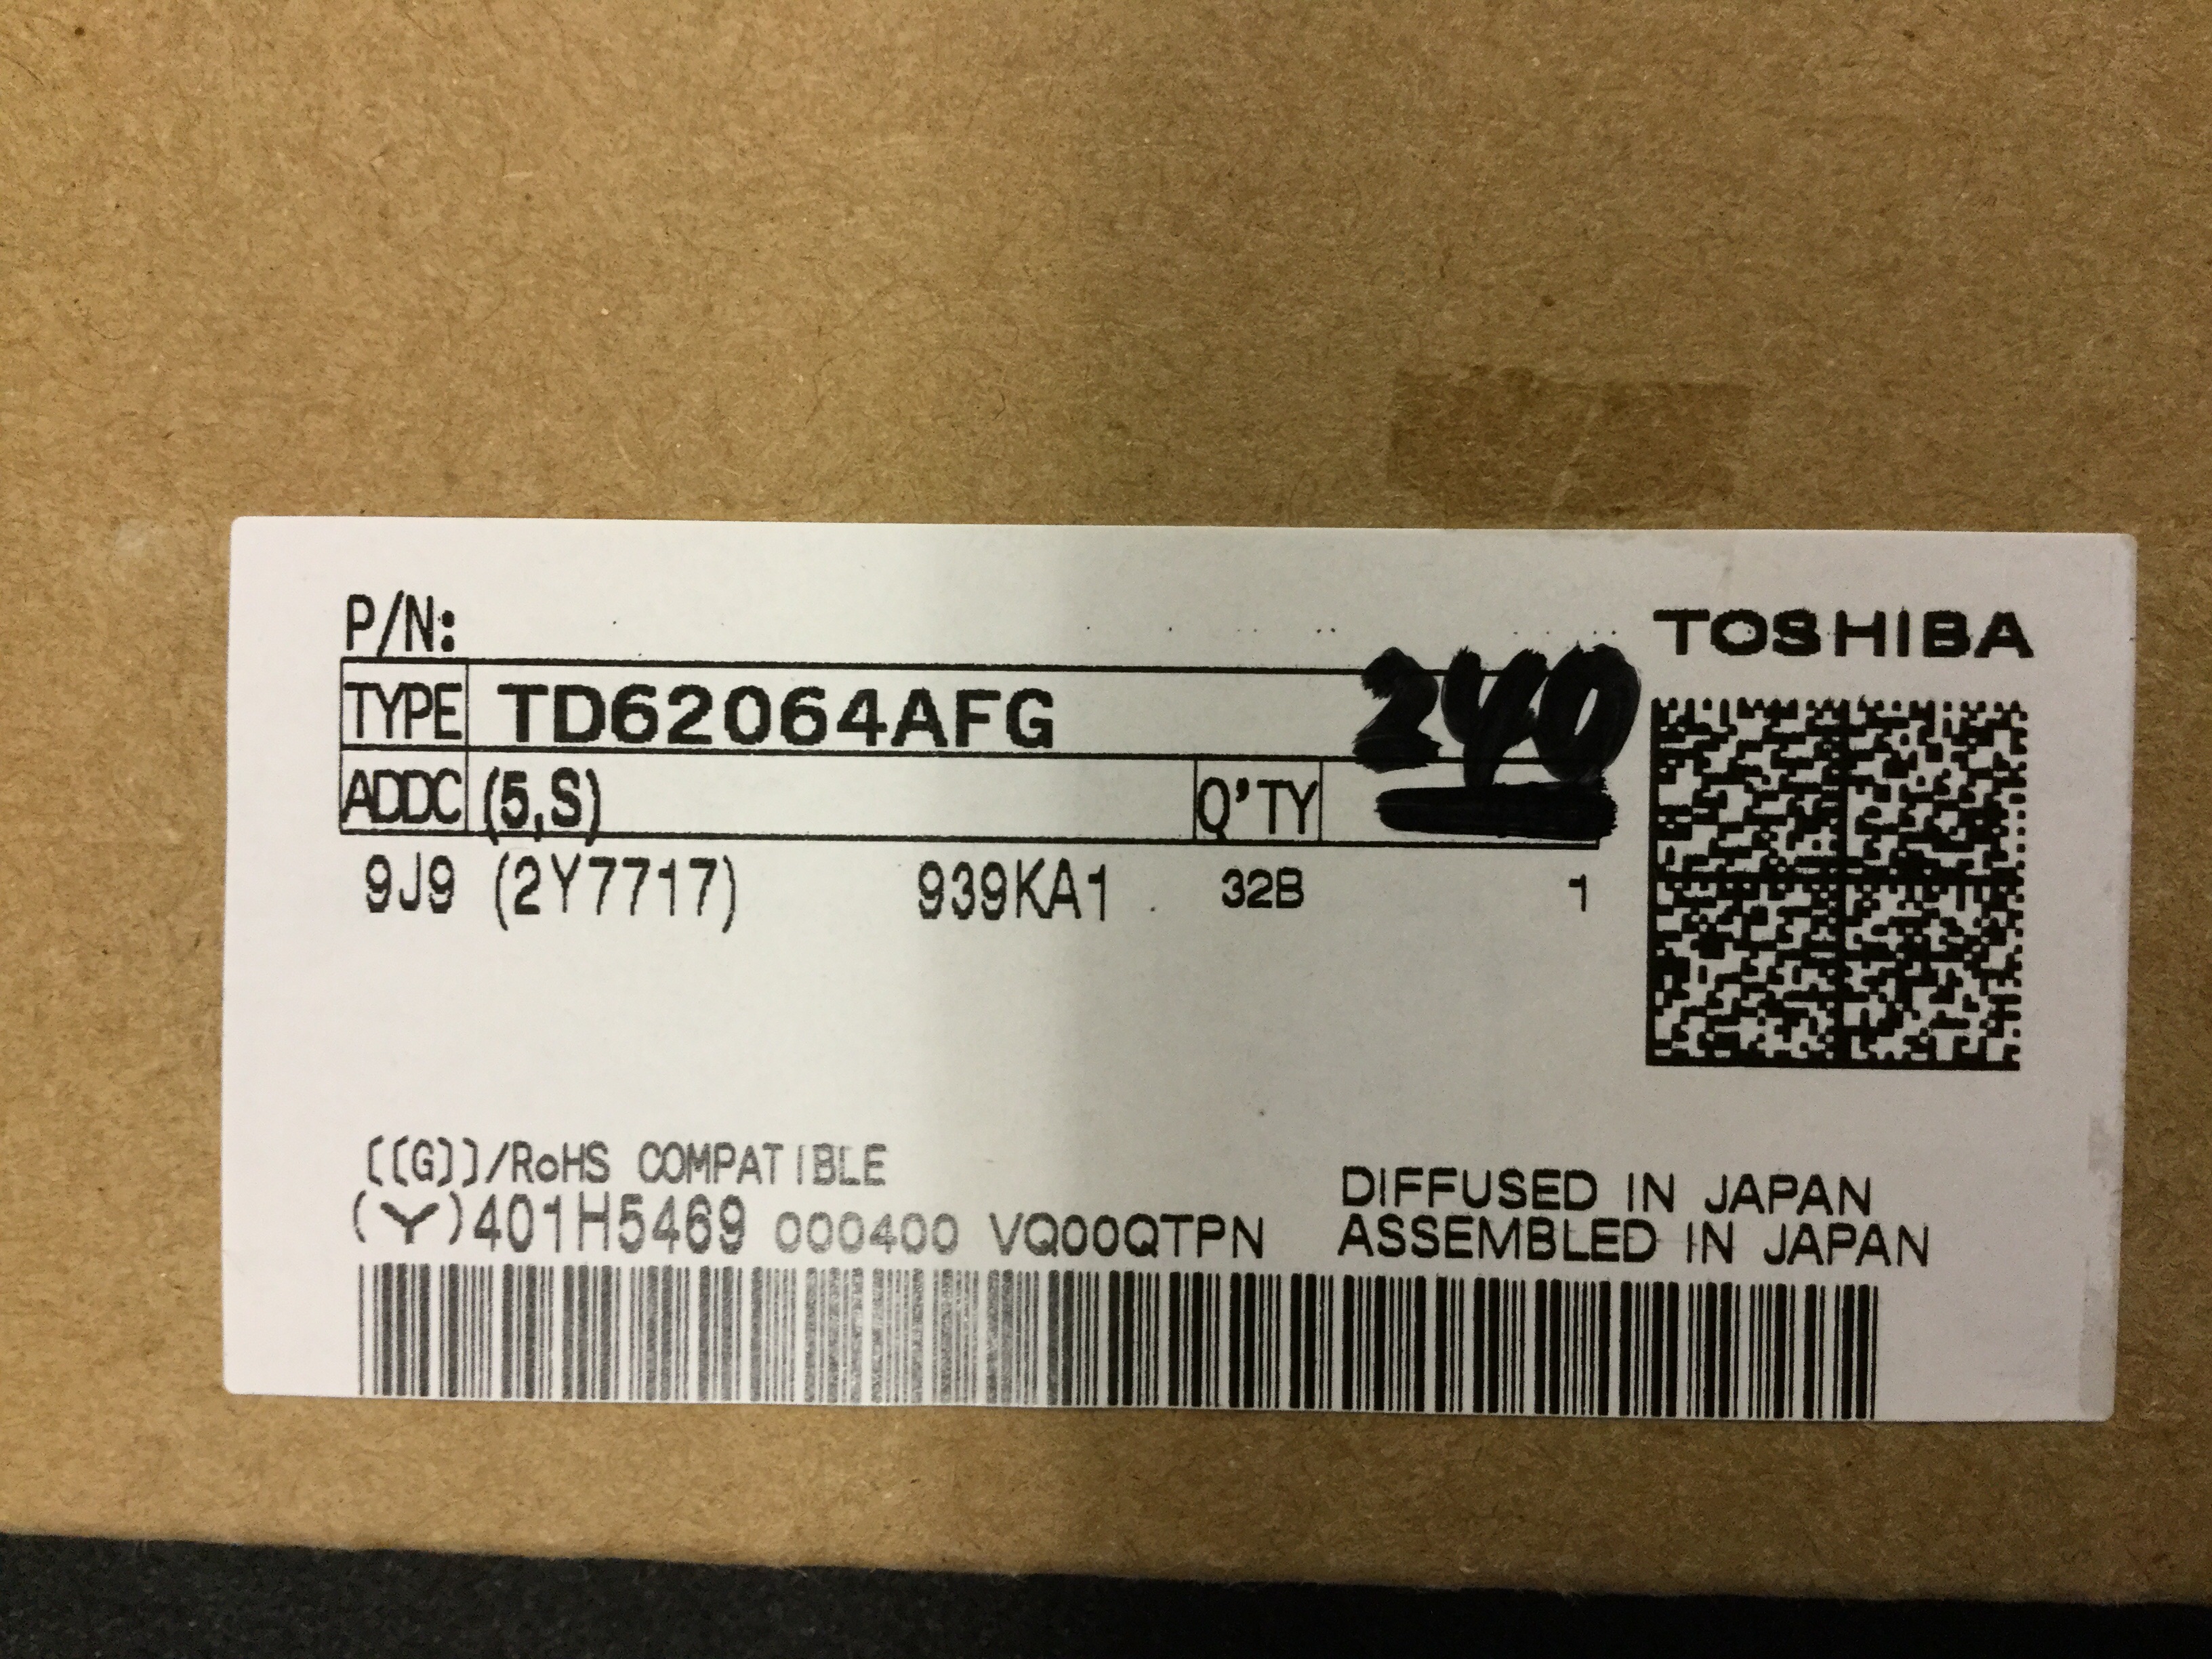 P/N:
TOSHIBA
TYPE TD62064AFG 240
ADDC (5,S) Q'TY
9J9 (2Y7717) 939KA1 32B 1
[[G]]/RoHS COMPATIBLE
(Y)401H5469 000400 VQ00QTPN
DIFFUSED IN JAPAN
ASSEMBLED IN JAPAN